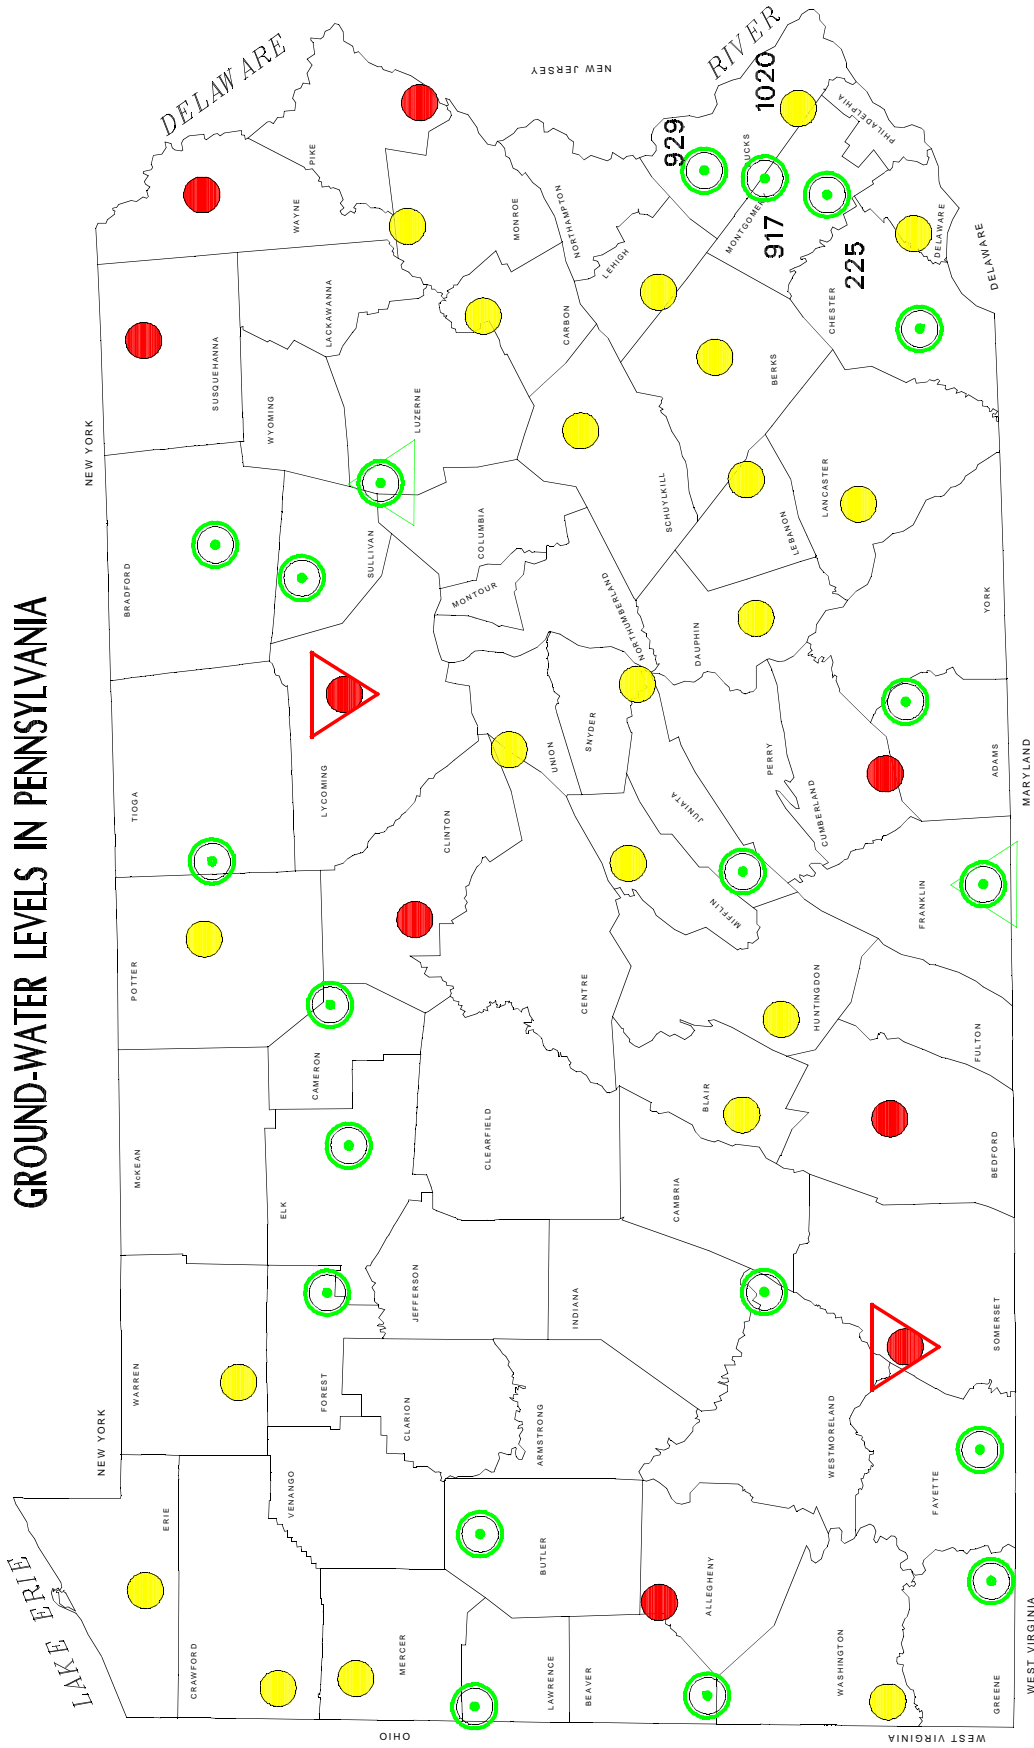 GROUND-WATER LEVELS IN PENNSYLVANIA
LAKE ERIE
NEW YORK
NEW YORK
DELAWARE
RIVER
NEW JERSEY
ERIE
WARREN
McKEAN
POTTER
TIOGA
BRADFORD
SUSQUEHANNA
WAYNE
PIKE
CRAWFORD
VENANGO
FOREST
ELK
CAMERON
LYCOMING
SULLIVAN
WYOMING
LACKAWANNA
MERCER
CLARION
JEFFERSON
CLINTON
LUZERNE
MONTOUR
COLUMBIA
MONROE
LAWRENCE
BUTLER
ARMSTRONG
INDIANA
CLEARFIELD
CENTRE
UNION
SNYDER
NORTHUMBERLAND
SCHUYLKILL
CARBON
NORTHAMPTON
LEHIGH
BEAVER
ALLEGHENY
CAMBRIA
BLAIR
HUNTINGDON
MIFFLIN
JUNIATA
PERRY
DAUPHIN
LEBANON
BERKS
MONTGOME
UCKS
929
1020
917
225
PHILADELPHIA
DELAWARE
DELAWARE
CHESTER
LANCASTER
WASHINGTON
WESTMORELAND
GREENE
FAYETTE
SOMERSET
BEDFORD
FULTON
FRANKLIN
CUMBERLAND
ADAMS
YORK
OHIO
WEST VIRGINIA
WEST VIRGINIA
MARYLAND